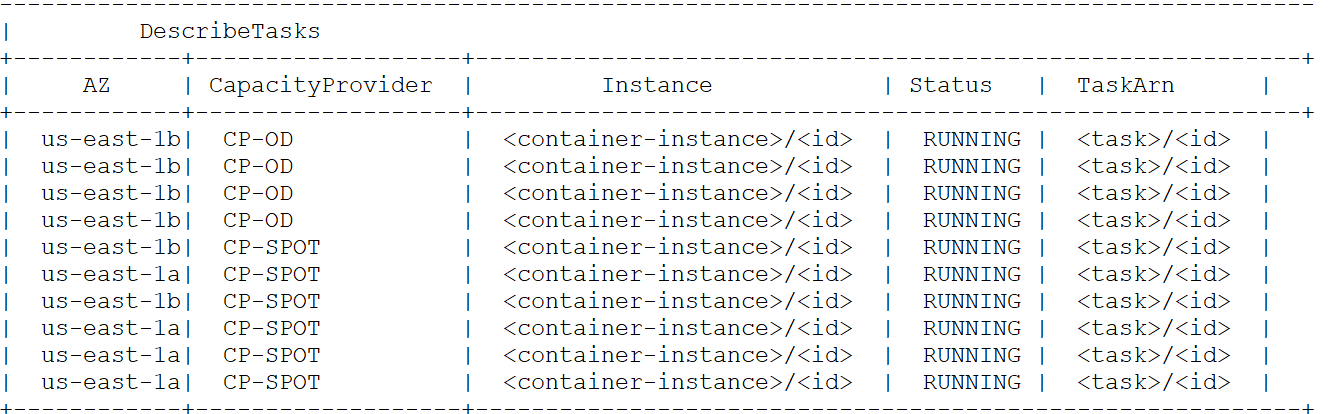 DescribeTasks
AZ | CapacityProvider | Instance | Status | TaskArn |
| us-east-1b| CP-OD | <container-instance>/<id> | RUNNING | <task>/<id> |
| us-east-1b| CP-OD | <container-instance>/<id> | RUNNING | <task>/<id> |
| us-east-1b| CP-OD | <container-instance>/<id> | RUNNING | <task>/<id> |
| us-east-1b| CP-OD | <container-instance>/<id> | RUNNING | <task>/<id> |
| us-east-1b| CP-SPOT | <container-instance>/<id> | RUNNING | <task>/<id> |
| us-east-1a| CP-SPOT | <container-instance>/<id> | RUNNING | <task>/<id> |
| us-east-1b| CP-SPOT | <container-instance>/<id> | RUNNING | <task>/<id> |
| us-east-1a| CP-SPOT | <container-instance>/<id> | RUNNING | <task>/<id> |
| us-east-1a| CP-SPOT | <container-instance>/<id> | RUNNING | <task>/<id> |
| us-east-1a| CP-SPOT | <container-instance>/<id> | RUNNING | <task>/<id> |